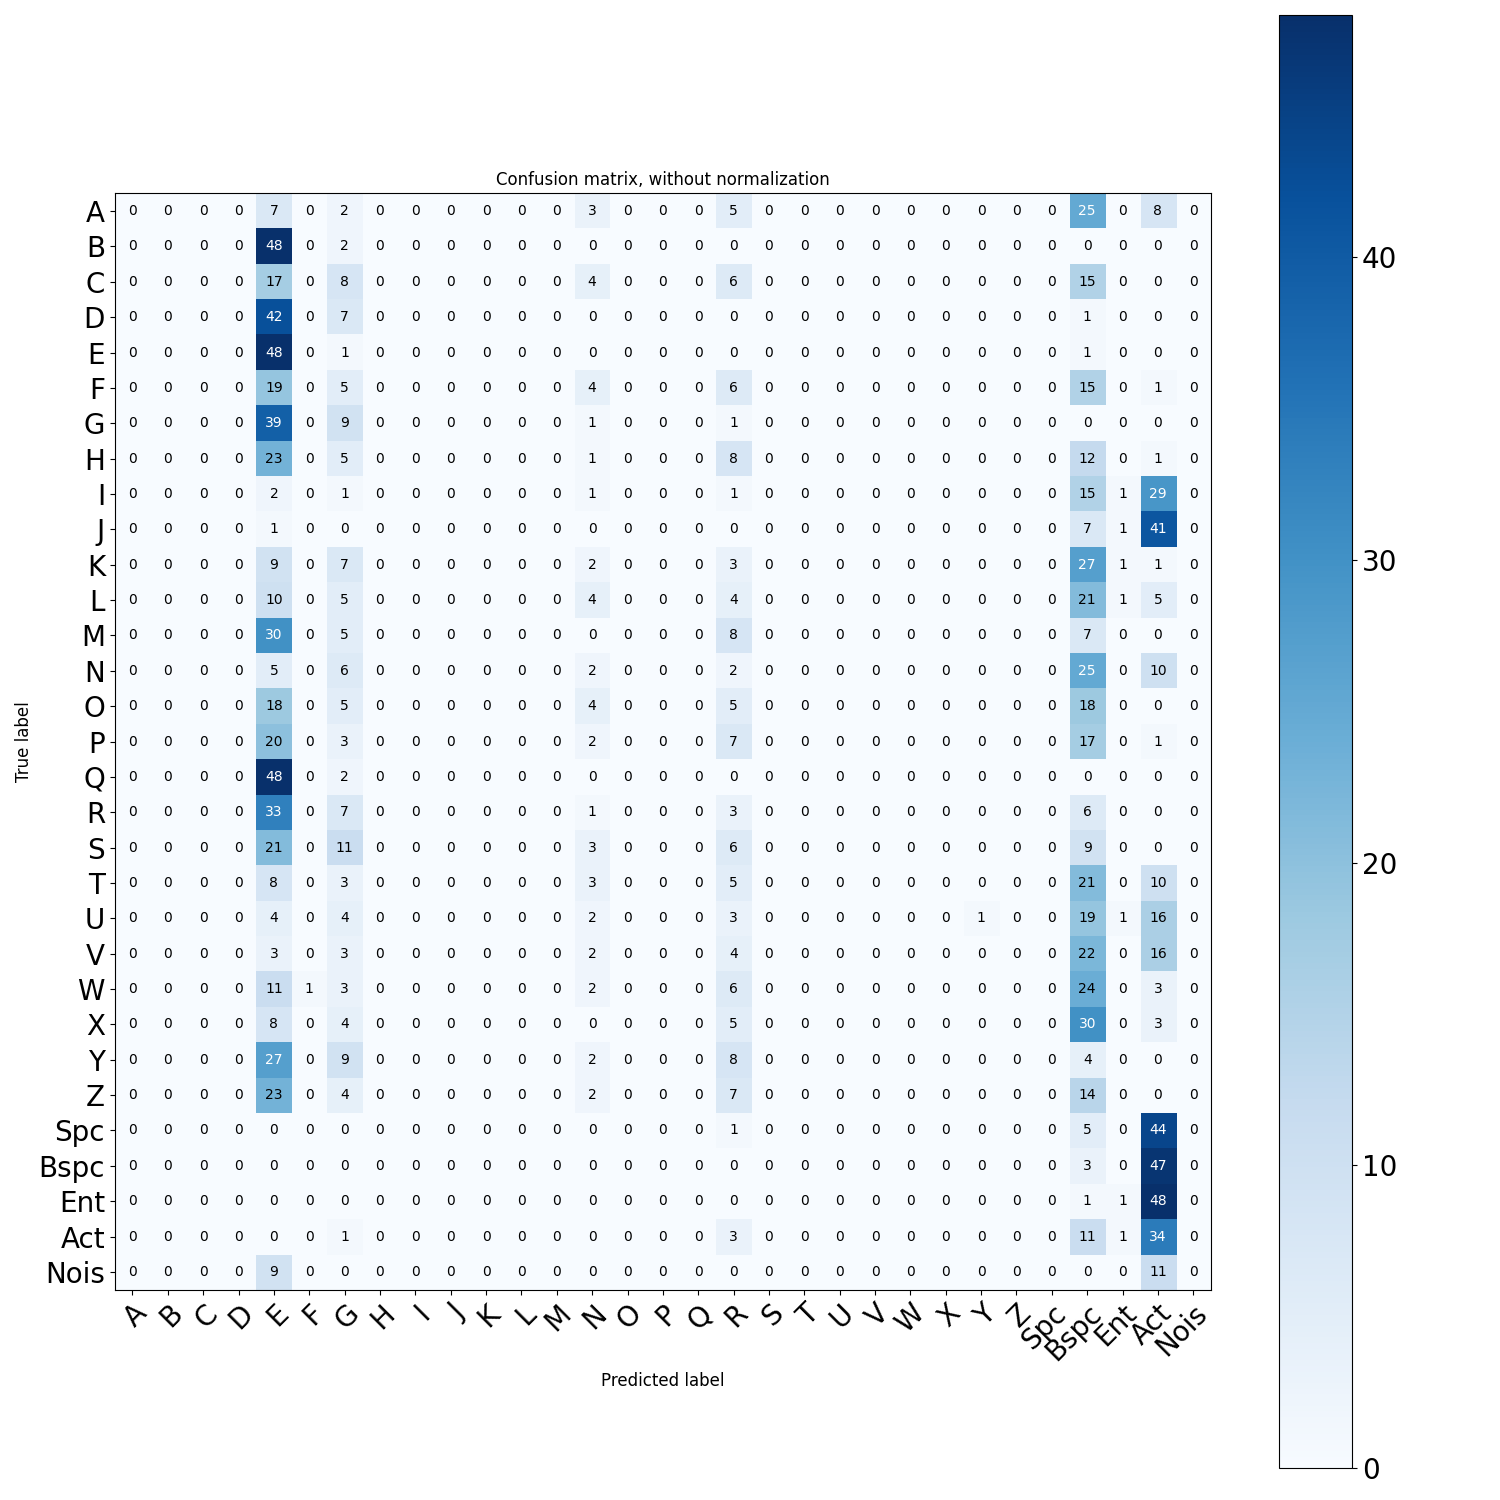 Confusion matrix, without normalization
A 0 0 0 0 7 0 2 0 0 0 0 0 0 3 0 0 0 5 0 0 0 0 0 0 0 0 0 25 0 8 0
B 0 0 0 0 48 0 2 0 0 0 0 0 0 0 0 0 0 0 0 0 0 0 0 0 0 0 0 0 0 0 0
C 0 0 0 0 17 0 8 0 0 0 0 0 0 4 0 0 0 6 0 0 0 0 0 0 0 0 0 15 0 0 0
D 0 0 0 0 42 0 7 0 0 0 0 0 0 0 0 0 0 0 0 0 0 0 0 0 0 0 0 1 0 0 0
E 0 0 0 0 48 0 1 0 0 0 0 0 0 0 0 0 0 0 0 0 0 0 0 0 0 0 0 1 0 0 0
F 0 0 0 0 19 0 5 0 0 0 0 0 0 4 0 0 0 6 0 0 0 0 0 0 0 0 0 15 0 1 0
G 0 0 0 0 39 0 9 0 0 0 0 0 0 1 0 0 0 1 0 0 0 0 0 0 0 0 0 0 0 0 0
H 0 0 0 0 23 0 5 0 0 0 0 0 0 1 0 0 0 8 0 0 0 0 0 0 0 0 0 12 0 1 0
I 0 0 0 0 2 0 1 0 0 0 0 0 0 1 0 0 0 1 0 0 0 0 0 0 0 0 0 15 1 29 0
J 0 0 0 0 1 0 0 0 0 0 0 0 0 0 0 0 0 0 0 0 0 0 0 0 0 0 0 7 1 41 0
K 0 0 0 0 9 0 7 0 0 0 0 0 0 2 0 0 0 3 0 0 0 0 0 0 0 0 0 27 1 1 0
L 0 0 0 0 10 0 5 0 0 0 0 0 0 4 0 0 0 4 0 0 0 0 0 0 0 0 0 21 1 5 0
M 0 0 0 0 30 0 5 0 0 0 0 0 0 0 0 0 0 8 0 0 0 0 0 0 0 0 0 7 0 0 0
N 0 0 0 0 5 0 6 0 0 0 0 0 0 2 0 0 0 2 0 0 0 0 0 0 0 0 0 25 0 10 0
O 0 0 0 0 18 0 5 0 0 0 0 0 0 4 0 0 0 5 0 0 0 0 0 0 0 0 0 18 0 0 0
P 0 0 0 0 20 0 3 0 0 0 0 0 0 2 0 0 0 7 0 0 0 0 0 0 0 0 0 17 0 1 0
Q 0 0 0 0 48 0 2 0 0 0 0 0 0 0 0 0 0 0 0 0 0 0 0 0 0 0 0 0 0 0 0
R 0 0 0 0 33 0 7 0 0 0 0 0 0 1 0 0 0 3 0 0 0 0 0 0 0 0 0 6 0 0 0
S 0 0 0 0 21 0 11 0 0 0 0 0 0 3 0 0 0 6 0 0 0 0 0 0 0 0 0 9 0 0 0
T 0 0 0 0 8 0 3 0 0 0 0 0 0 3 0 0 0 5 0 0 0 0 0 0 0 0 0 21 0 10 0
U 0 0 0 0 4 0 4 0 0 0 0 0 0 2 0 0 0 3 0 0 0 0 0 0 1 0 0 19 1 16 0
V 0 0 0 0 3 0 3 0 0 0 0 0 0 2 0 0 0 4 0 0 0 0 0 0 0 0 0 22 0 16 0
W 0 0 0 0 11 1 3 0 0 0 0 0 0 2 0 0 0 6 0 0 0 0 0 0 0 0 0 24 0 3 0
X 0 0 0 0 8 0 4 0 0 0 0 0 0 0 0 0 0 5 0 0 0 0 0 0 0 0 0 30 0 3 0
Y 0 0 0 0 27 0 9 0 0 0 0 0 0 2 0 0 0 8 0 0 0 0 0 0 0 0 0 4 0 0 0
Z 0 0 0 0 23 0 4 0 0 0 0 0 0 2 0 0 0 7 0 0 0 0 0 0 0 0 0 14 0 0 0
Spc 0 0 0 0 0 0 0 0 0 0 0 0 0 0 0 0 0 1 0 0 0 0 0 0 0 0 0 5 0 44 0
Bspc 0 0 0 0 0 0 0 0 0 0 0 0 0 0 0 0 0 0 0 0 0 0 0 0 0 0 0 3 0 47 0
Ent 0 0 0 0 0 0 0 0 0 0 0 0 0 0 0 0 0 0 0 0 0 0 0 0 0 0 0 1 1 48 0
Act 0 0 0 0 0 0 1 0 0 0 0 0 0 0 0 0 0 3 0 0 0 0 0 0 0 0 0 11 1 34 0
Nois 0 0 0 0 9 0 0 0 0 0 0 0 0 0 0 0 0 0 0 0 0 0 0 0 0 0 0 0 0 11 0
A B C D E F G H I J K L M N O P Q R S T U V W X Y Z Spc Bspc Ent Act Nois
Predicted label
True label
40
30
20
10
0